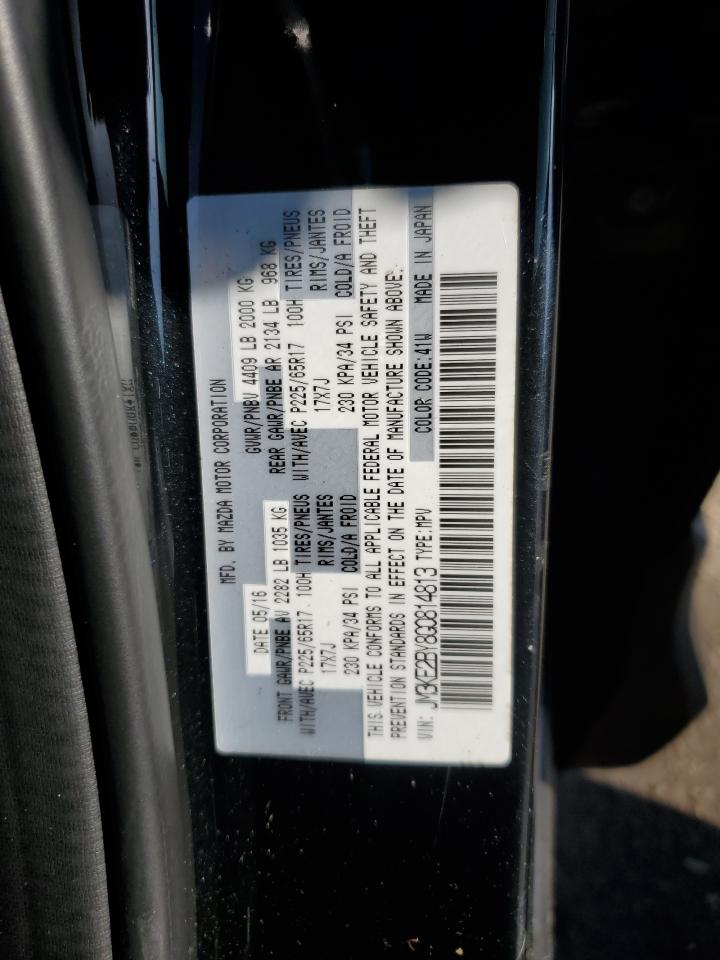 MFD. BY MAZDA MOTOR CORPORATION
DATE 05/16 GVWR/PNBV 4409 LB 2000 KG
FRONT GAWR/PNBE AV 2282 LB 1035 KG REAR GAWR/PNBE AR 2134 LB 968 KG
WITH/AVEC P225/65R17 100H TIRES/PNEUS WITH/AVEC P225/65R17 100H TIRES/PNEUS
17X7J RIMS/JANTES 17X7J RIMS/JANTES
230 KPA/34 PSI COLD/A FROID 230 KPA/34 PSI COLD/A FROID
THIS VEHICLE CONFORMS TO ALL APPLICABLE FEDERAL MOTOR VEHICLE SAFETY AND THEFT
PREVENTION STANDARDS IN EFFECT ON THE DATE OF MANUFACTURE SHOWN ABOVE.
VIN: JM3KE2BY8G0814813 TYPE:MPV COLOR CODE:41W MADE IN JAPAN